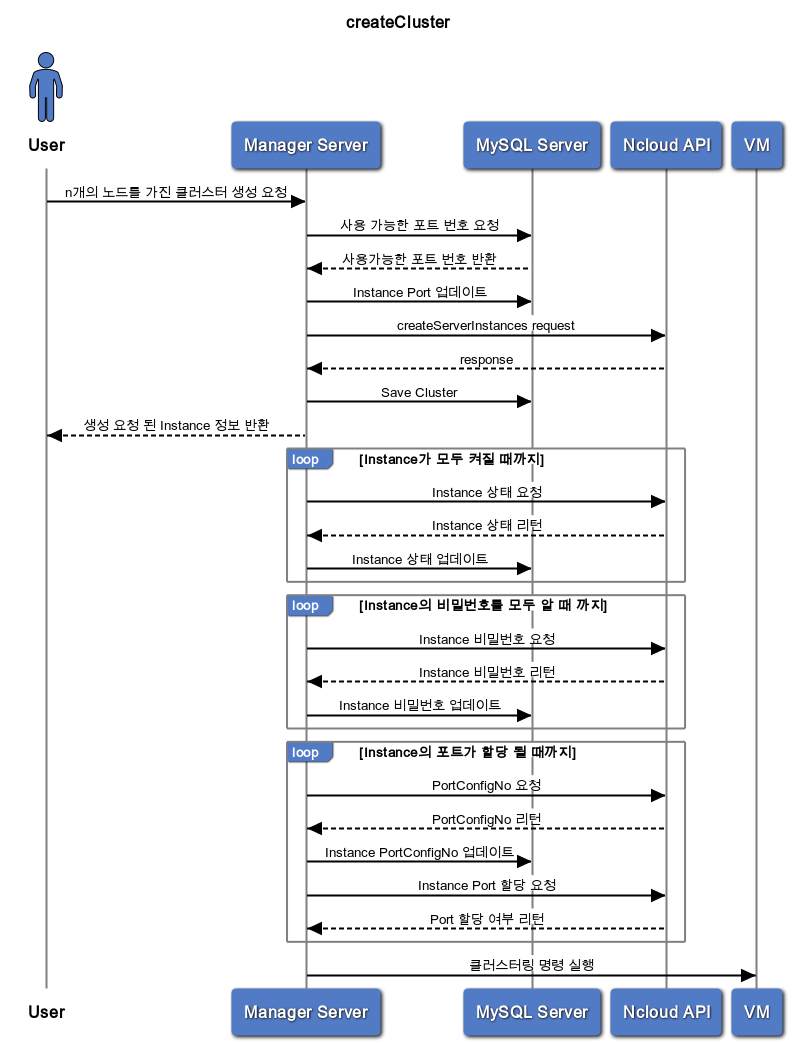 createCluster
User
Manager Server
MySQL Server
Ncloud API
VM
n개의 노드를 가진 클러스터 생성 요청
사용 가능한 포트 번호 요청
사용가능한 포트 번호 반환
Instance Port 업데이트
createServerInstances request
response
Save Cluster
생성 요청 된 Instance 정보 반환
loop
[Instance가 모두 켜질 때까지]
Instance 상태 요청
Instance 상태 리턴
Instance 상태 업데이트
loop
[Instance의 비밀번호를 모두 알 때 까지]
Instance 비밀번호 요청
Instance 비밀번호 리턴
Instance 비밀번호 업데이트
loop
[Instance의 포트가 할당 될 때까지]
PortConfigNo 요청
PortConfigNo 리턴
Instance PortConfigNo 업데이트
Instance Port 할당 요청
Port 할당 여부 리턴
클러스터링 명령 실행
User
Manager Server
MySQL Server
Ncloud API
VM